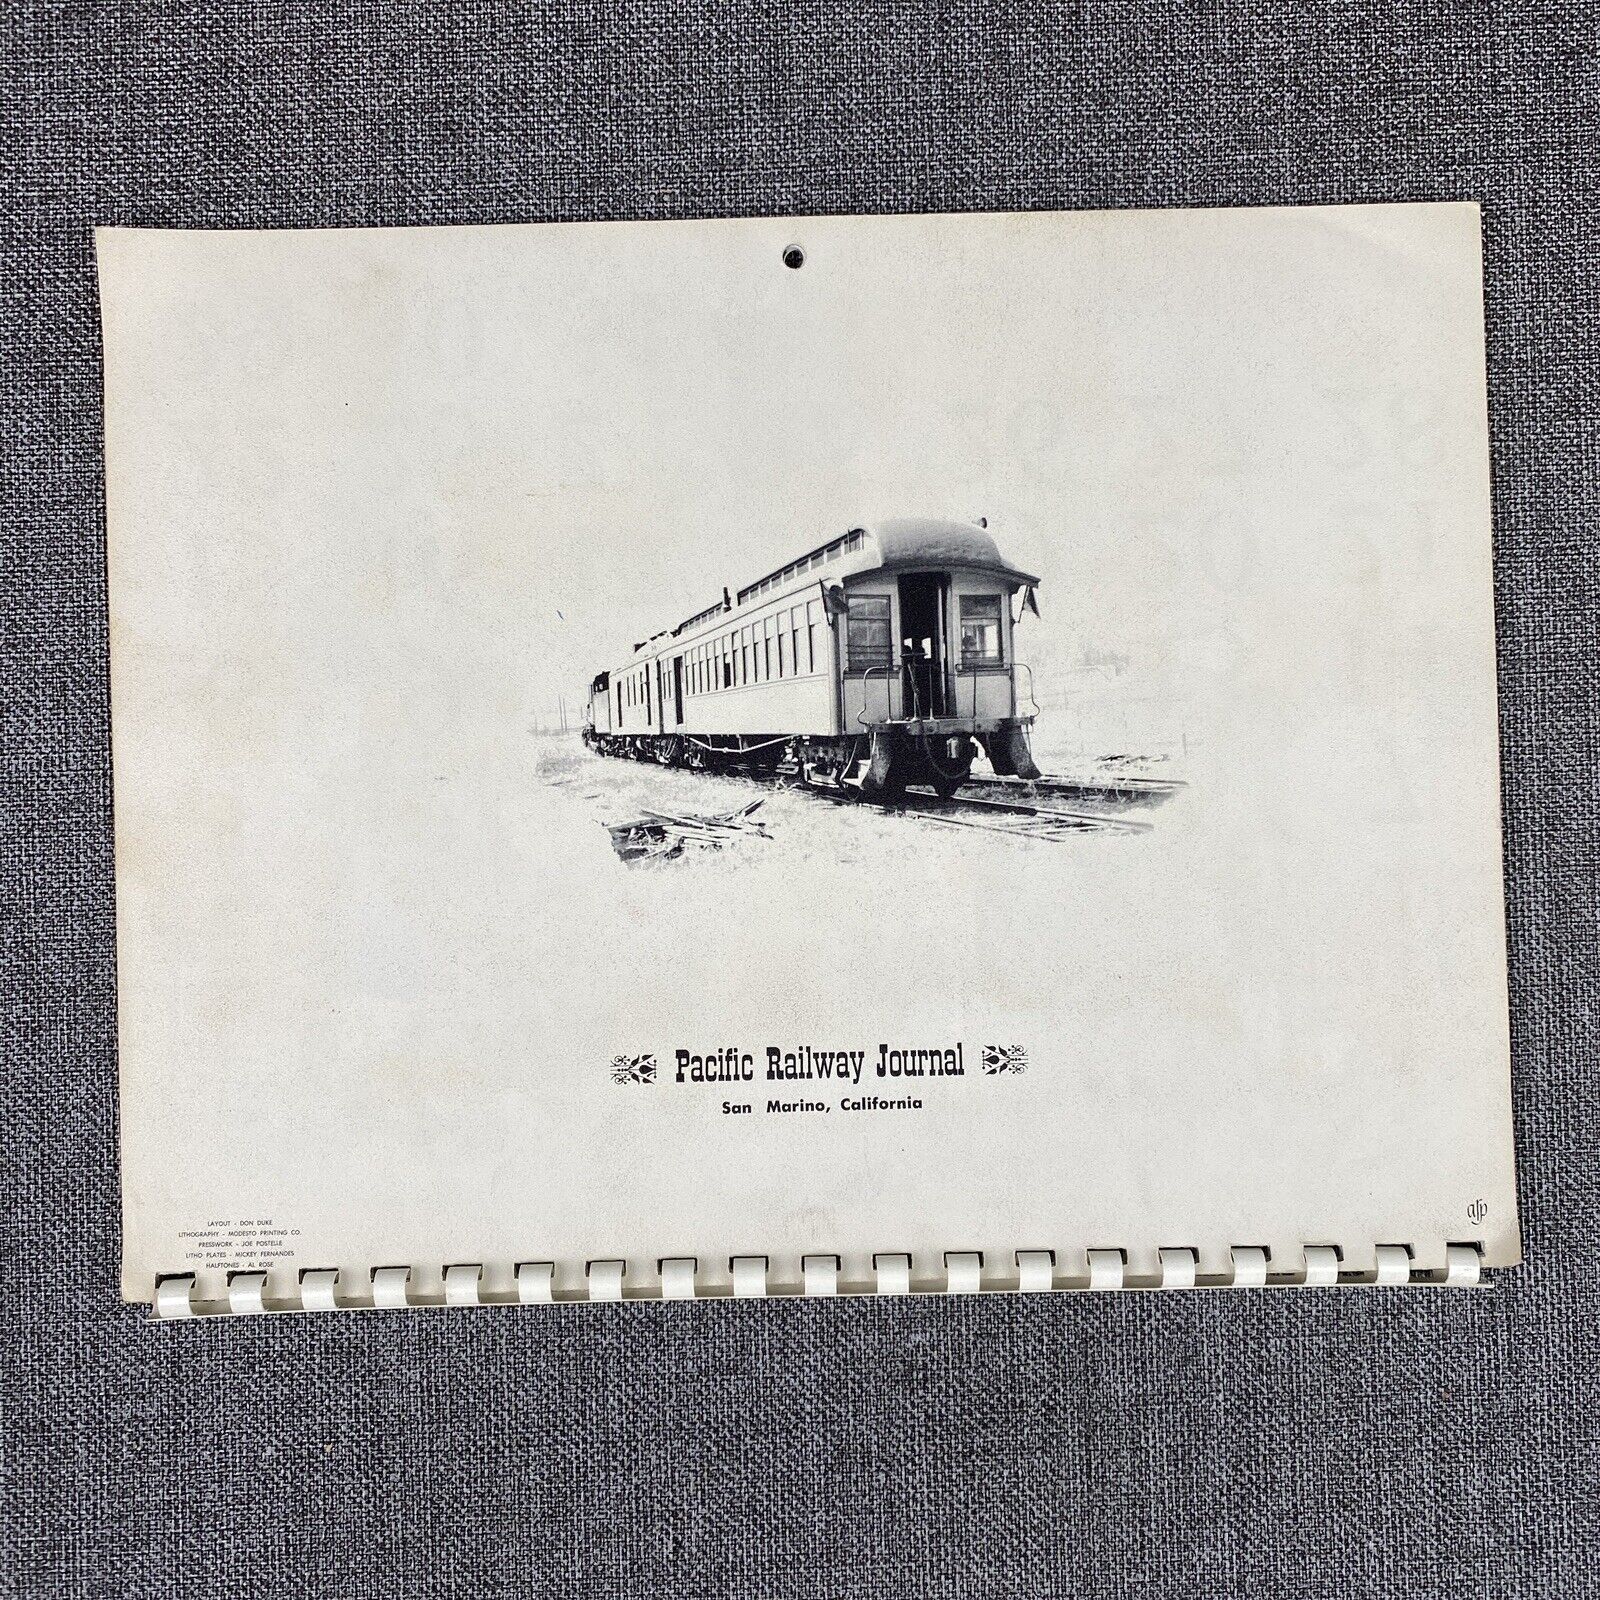 Pacific Railway Journal
San Marino, California
LAYOUT - DON DUKE
LITHOGRAPHY - MODESTO PRINTING CO.
PRESSWORK - JOE POSTELLE
LITHO PLATES - MICKEY FERNANDES
HALFTONES - AL ROSE